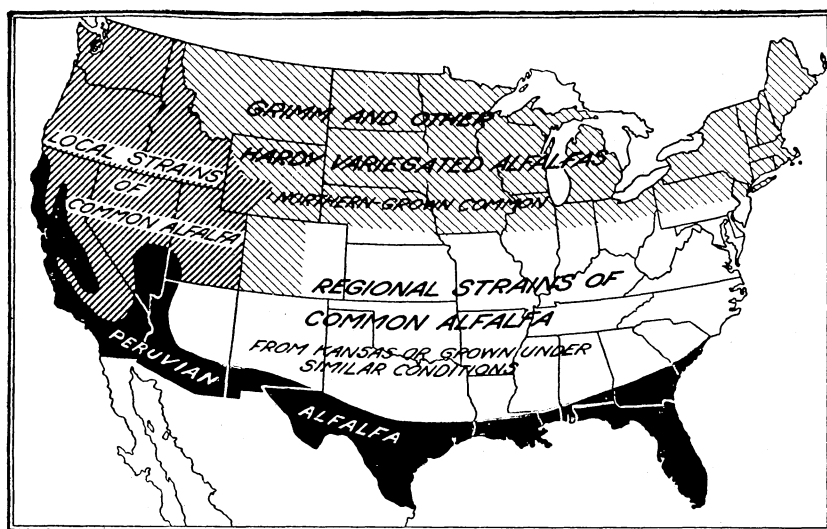 GRIMM AND OTHER
HARDY VARIEGATED ALFALFAS
NORTHERN-GROWN COMMON
LOCAL STRAINS
OF
COMMON ALFALFA
REGIONAL STRAINS OF
COMMON ALFALFA
FROM KANSAS OR GROWN UNDER
SIMILAR CONDITIONS
PERUVIAN
ALFALFA